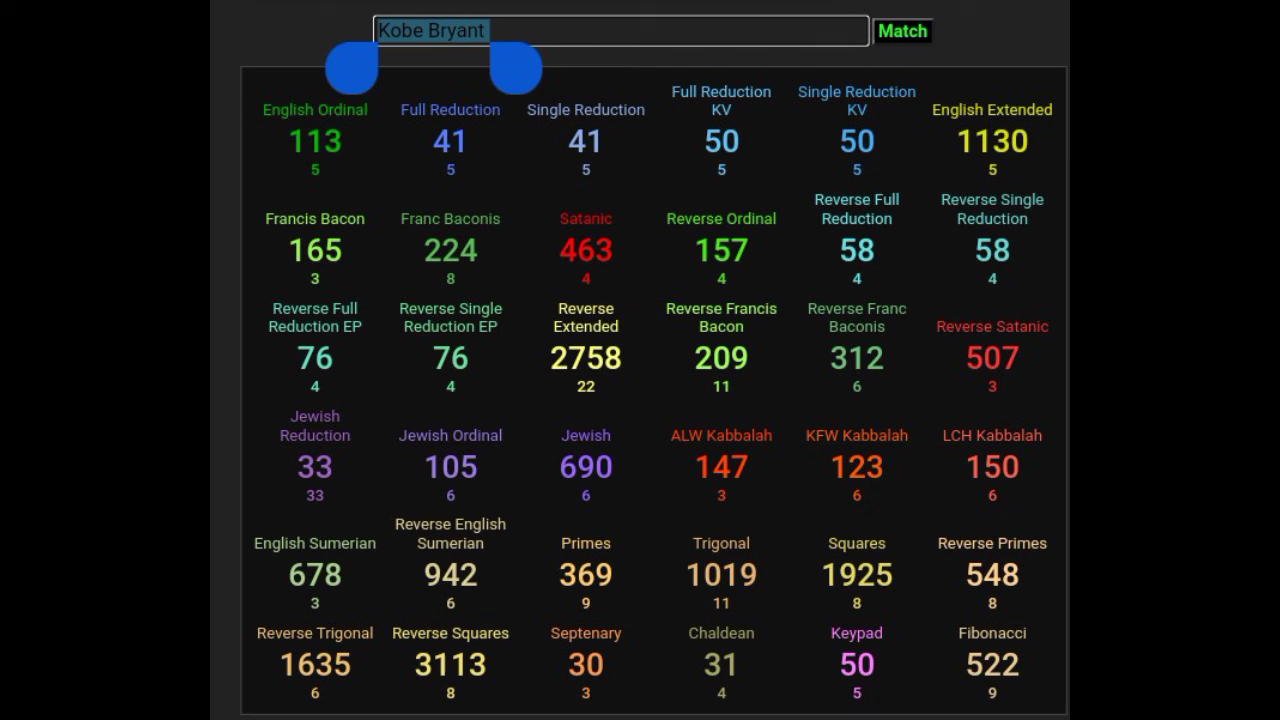 Kobe Bryant
Match
English Ordinal
113
5
Full Reduction
41
5
Single Reduction
41
5
Full Reduction
KV
50
5
Single Reduction
KV
50
5
English Extended
1130
5
Francis Bacon
165
3
Franc Baconis
224
8
Satanic
463
4
Reverse Ordinal
157
4
Reverse Full
Reduction
58
4
Reverse Single
Reduction
58
4
Reverse Full
Reduction EP
76
4
Reverse Single
Reduction EP
76
4
Reverse
Extended
2758
22
Reverse Francis
Bacon
209
11
Reverse Franc
Baconis
312
6
Reverse Satanic
507
3
Jewish
Reduction
33
33
Jewish Ordinal
105
6
Jewish
690
6
ALW Kabbalah
147
3
KFW Kabbalah
123
6
LCH Kabbalah
150
6
English Sumerian
678
3
Reverse English
Sumerian
942
6
Primes
369
9
Trigonal
1019
11
Squares
1925
8
Reverse Primes
548
8
Reverse Trigonal
1635
6
Reverse Squares
3113
8
Septenary
30
3
Chaldean
31
4
Keypad
50
5
Fibonacci
522
9